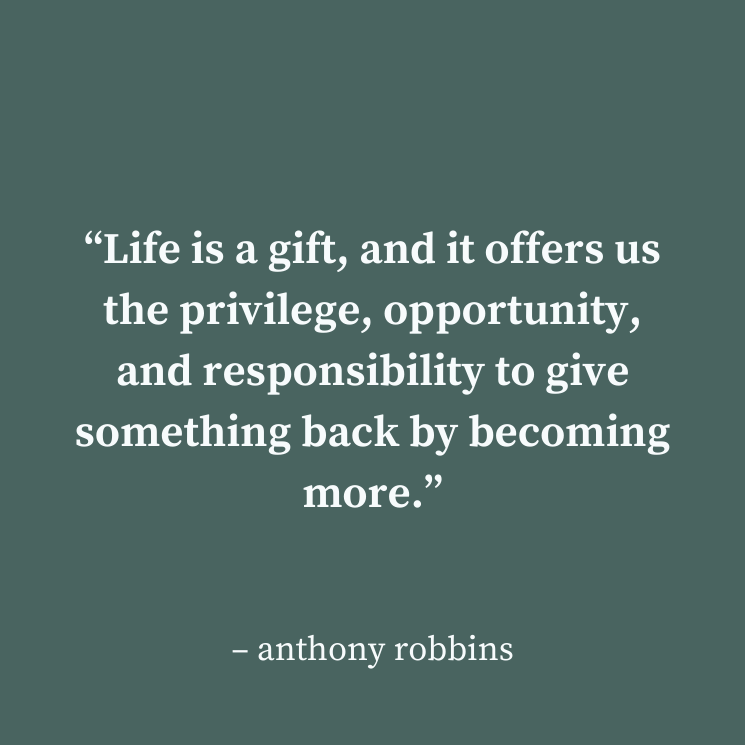 “Life is a gift, and it offers us
the privilege, opportunity,
and responsibility to give
something back by becoming
more.”
– anthony robbins